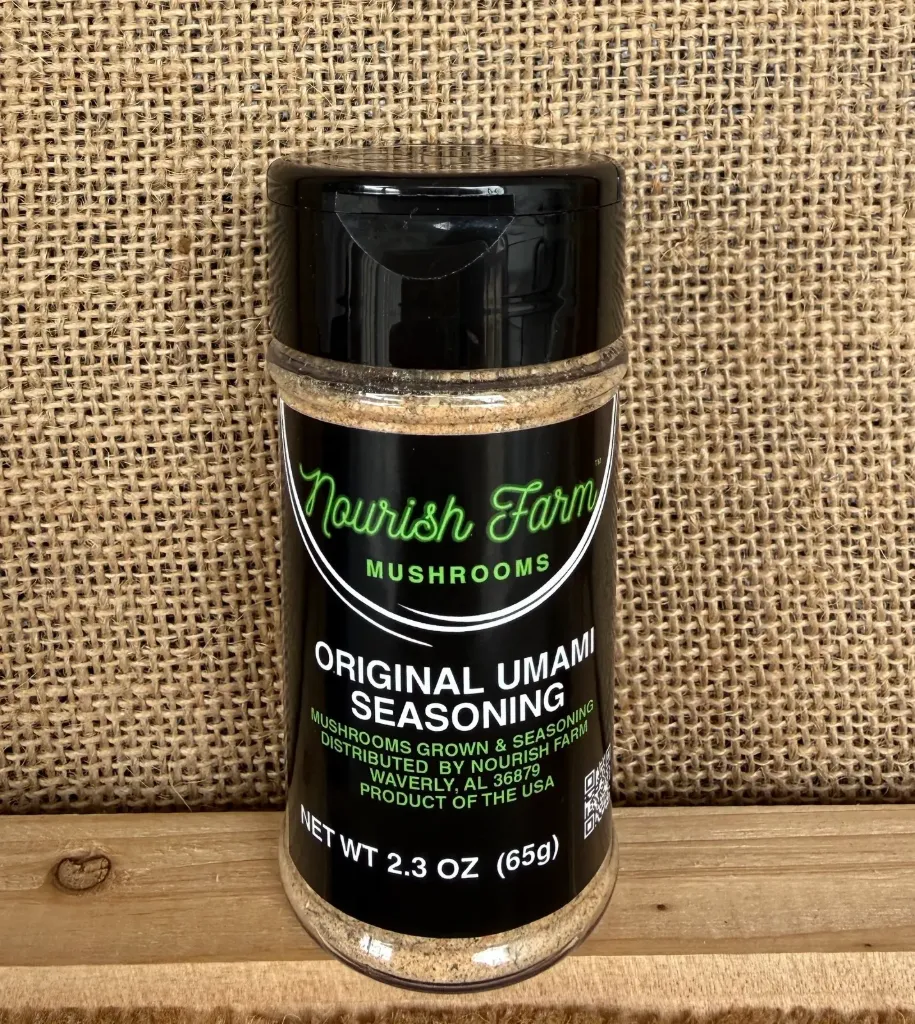 Nourish Farm™
MUSHROOMS
ORIGINAL UMAMI
SEASONING
MUSHROOMS GROWN & SEASONING
DISTRIBUTED BY NOURISH FARM
WAVERLY, AL 36879
PRODUCT OF THE USA
NET WT 2.3 OZ (65g)